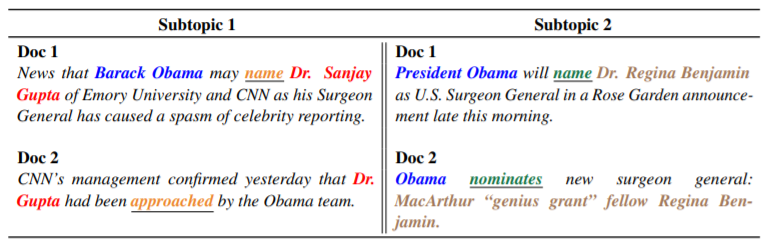 Subtopic 1
Doc 1
News that Barack Obama may name Dr. Sanjay
Gupta of Emory University and CNN as his Surgeon
General has caused a spasm of celebrity reporting.
Doc 2
CNN's management confirmed yesterday that Dr.
Gupta had been approached by the Obama team.
Subtopic 2
Doc 1
President Obama will name Dr. Regina Benjamin
as U.S. Surgeon General in a Rose Garden announce-
ment late this morning.
Doc 2
Obama nominates new surgeon general:
MacArthur “genius grant” fellow Regina Ben-
jamin.